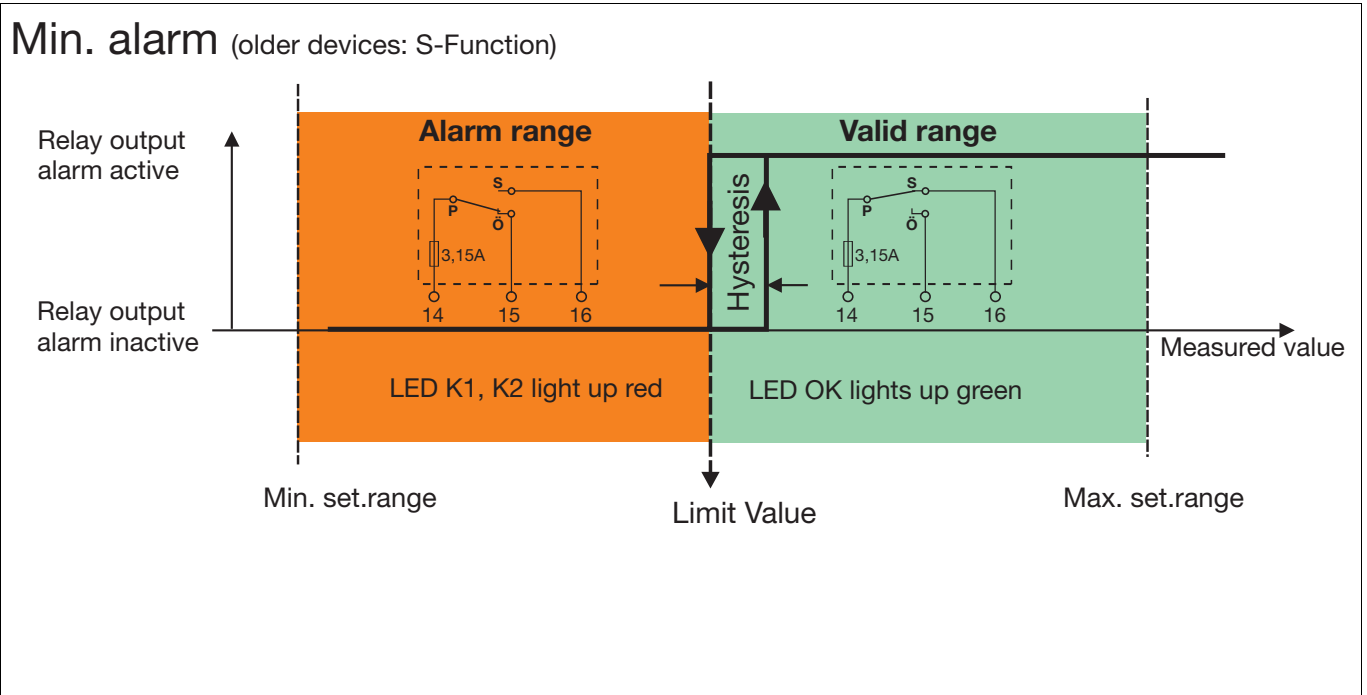 Min. alarm (older devices: S-Function)
Relay output
alarm active
Alarm range
Valid range
S
P
Ö
3,15A
14 15 16
Hysteresis
S
P
Ö
3,15A
14 15 16
Relay output
alarm inactive
Measured value
LED K1, K2 light up red
LED OK lights up green
Min. set.range
Limit Value
Max. set.range